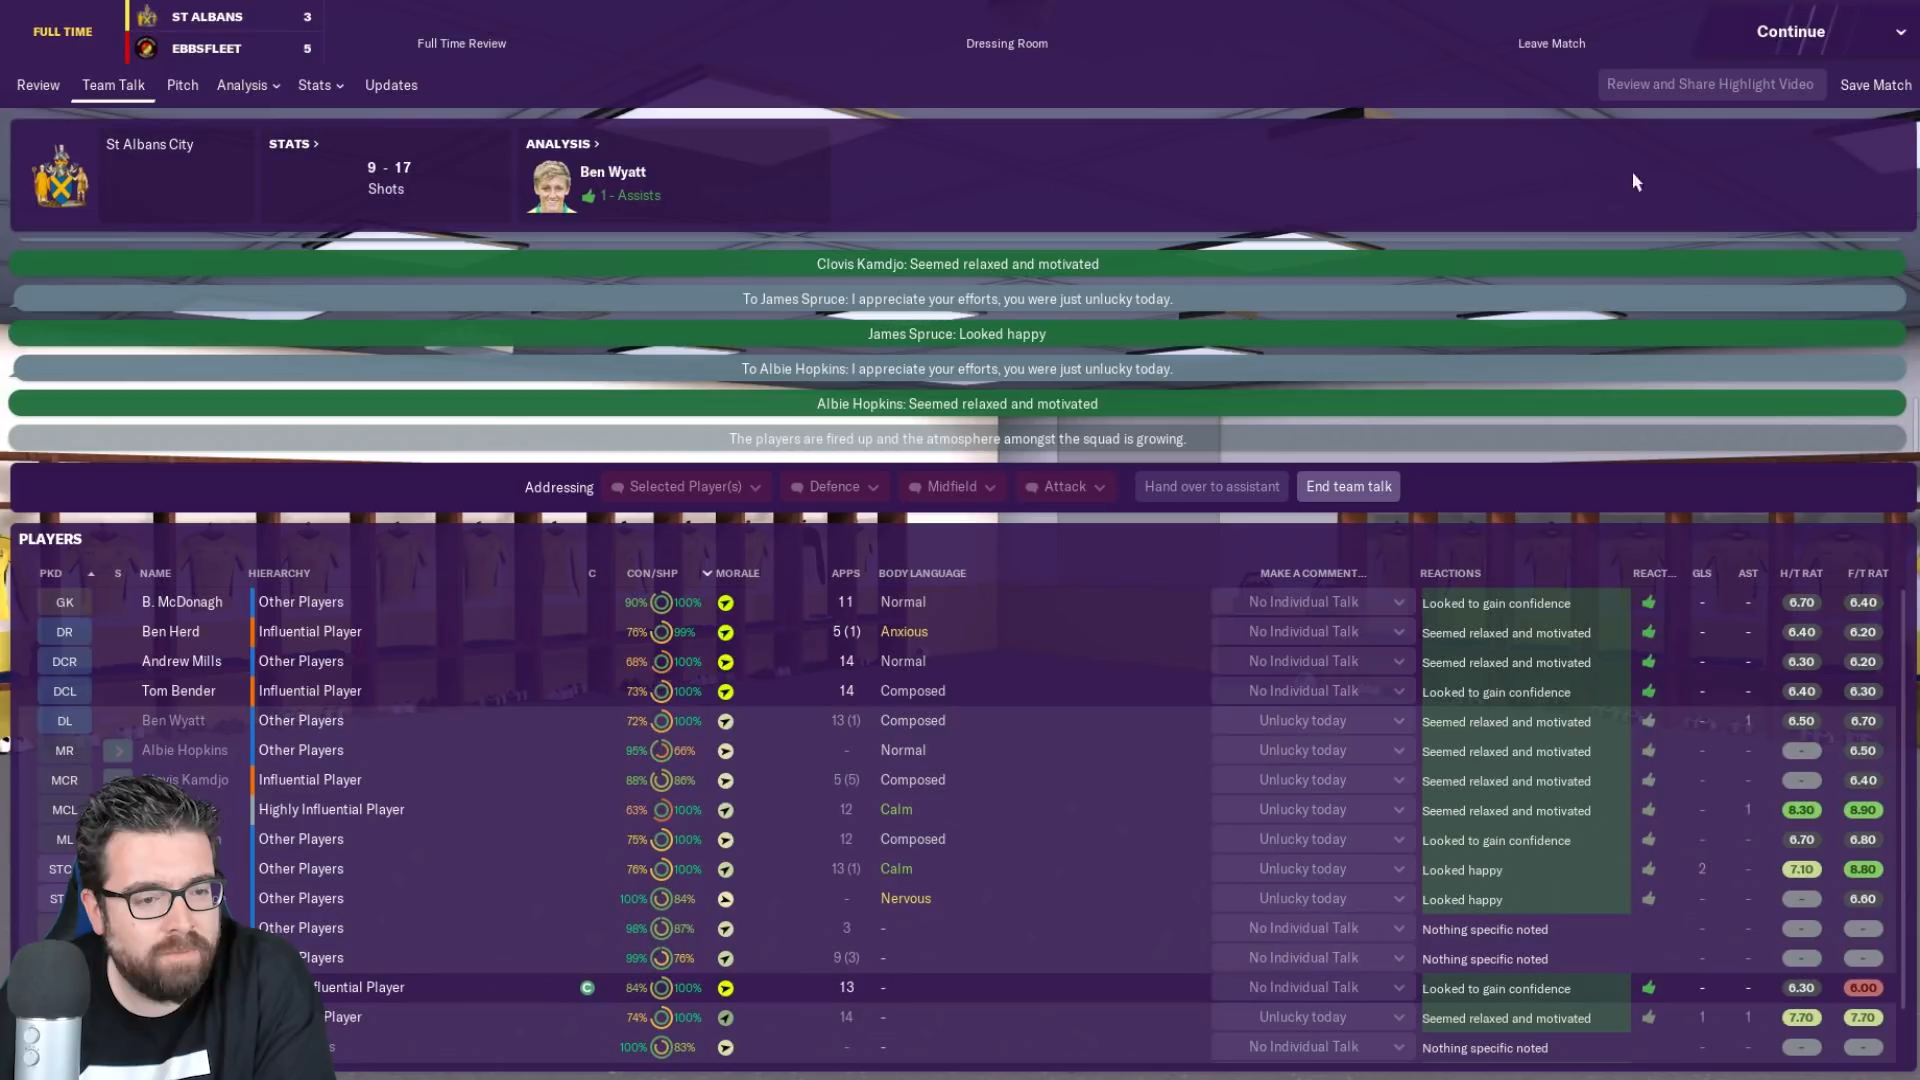 FULL TIME
ST ALBANS 3
EBBSFLEET 5
Full Time Review
Dressing Room
Leave Match
Continue
Review
Team Talk
Pitch
Analysis
Stats
Updates
Review and Share Highlight Video
Save Match
St Albans City
STATS >
9 - 17
Shots
ANALYSIS >
Ben Wyatt
1 - Assists
Clovis Kamdjo: Seemed relaxed and motivated
To James Spruce: I appreciate your efforts, you were just unlucky today.
James Spruce: Looked happy
To Albie Hopkins: I appreciate your efforts, you were just unlucky today.
Albie Hopkins: Seemed relaxed and motivated
The players are fired up and the atmosphere amongst the squad is growing.
Addressing Selected Player(s) Defence Midfield Attack Hand over to assistant End team talk
PLAYERS
PKD S NAME HIERARCHY C CON/SHP MORALE APPS BODY LANGUAGE MAKE A COMMENT... REACTIONS REACT... GLS AST H/T RAT F/T RAT
GK B. McDonagh Other Players 90% 100% 11 Normal No Individual Talk Looked to gain confidence - - 6.70 6.40
DR Ben Herd Influential Player 76% 99% 5 (1) Anxious No Individual Talk Seemed relaxed and motivated - - 6.40 6.20
DCR Andrew Mills Other Players 68% 100% 14 Normal No Individual Talk Seemed relaxed and motivated - - 6.30 6.20
DCL Tom Bender Influential Player 73% 100% 14 Composed No Individual Talk Looked to gain confidence - - 6.40 6.30
DL Ben Wyatt Other Players 72% 100% 13 (1) Composed Unlucky today Seemed relaxed and motivated - 1 6.50 6.70
MR Albie Hopkins Other Players 95% 66% - Normal Unlucky today Seemed relaxed and motivated - - - 6.50
MCR Kamdjo Influential Player 88% 86% 5 (5) Composed Unlucky today Seemed relaxed and motivated - - - 6.40
MCL Highly Influential Player 63% 100% 12 Calm Unlucky today Seemed relaxed and motivated - 1 8.30 8.90
ML Other Players 75% 100% 12 Composed Unlucky today Looked to gain confidence - - 6.70 6.80
STC Other Players 76% 100% 13 (1) Calm Unlucky today Looked happy 2 - 7.10 8.80
ST Other Players 100% 84% - Nervous Unlucky today Looked happy - - - 6.60
Other Players 98% 87% 3 - No Individual Talk Nothing specific noted - - - -
Players 99% 76% 9 (3) - No Individual Talk Nothing specific noted - - - -
fluential Player C 84% 100% 13 - No Individual Talk Looked to gain confidence - - 6.30 6.00
Player 74% 100% 14 - Unlucky today Seemed relaxed and motivated 1 1 7.70 7.70
s 100% 83% - - No Individual Talk Nothing specific noted - - - -